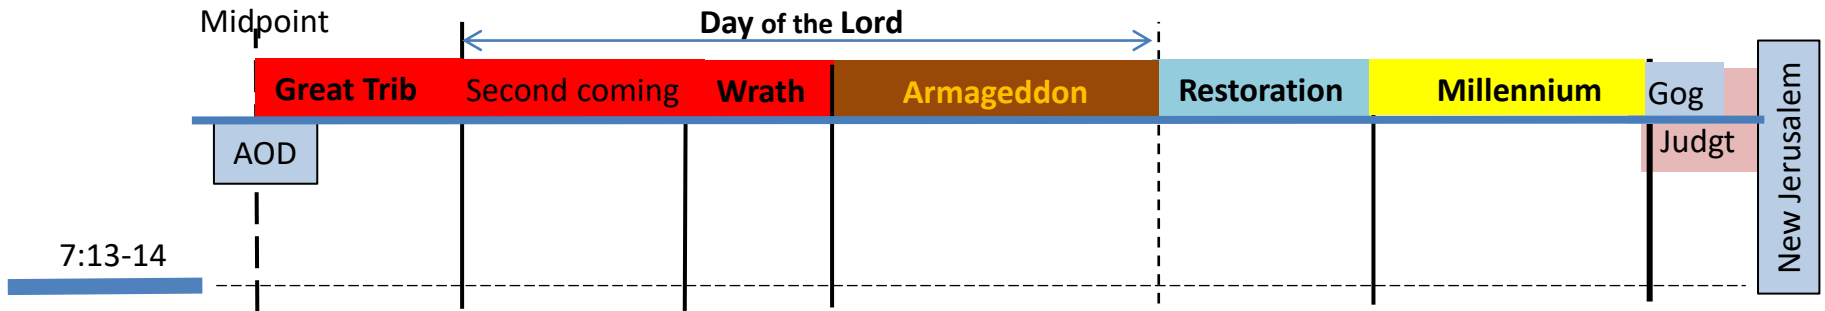 Midpoint
Day of the Lord
Great Trib
Second coming
Wrath
Armageddon
Restoration
Millennium
Gog
AOD
Judgt
New Jerusalem
7:13-14